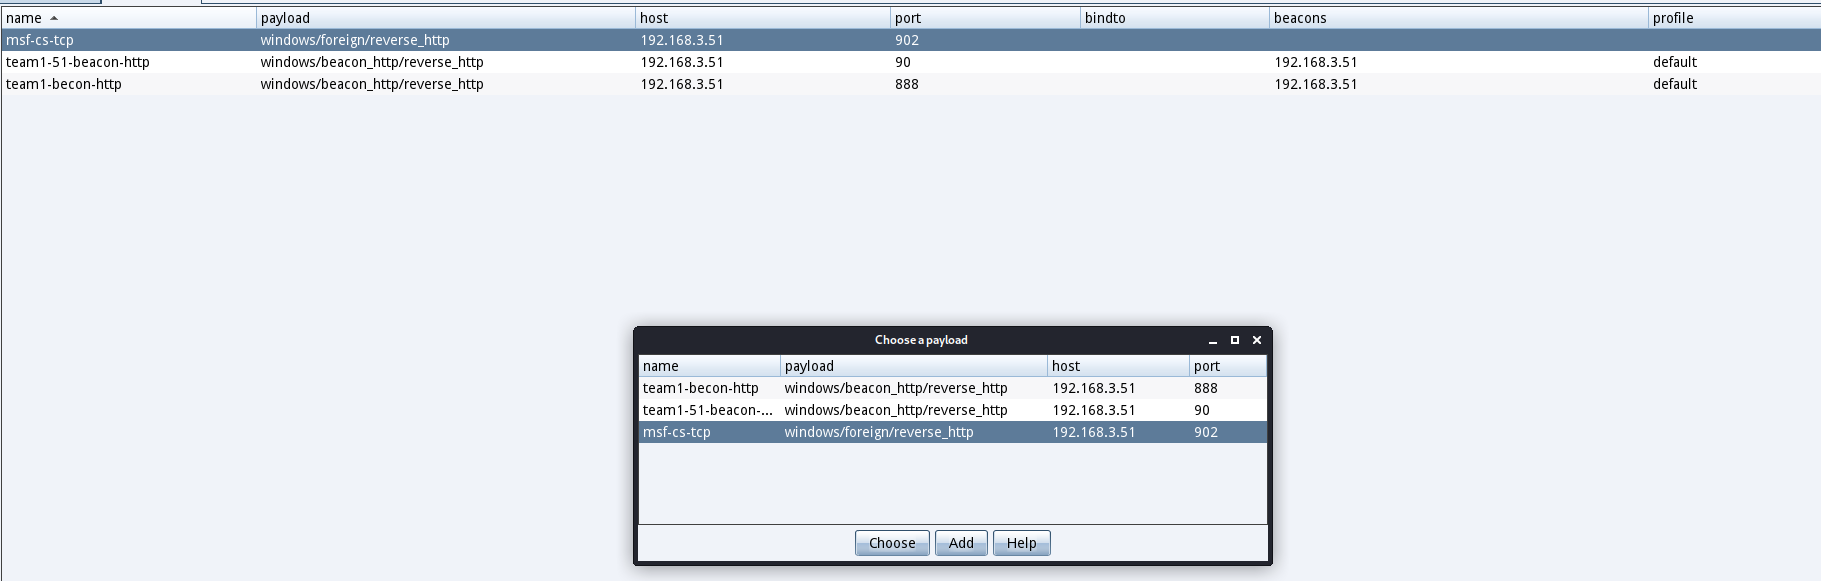 name payload host port bindto beacons profile
msf-cs-tcp windows/foreign/reverse_http 192.168.3.51 902
team1-51-beacon-http windows/beacon_http/reverse_http 192.168.3.51 90 192.168.3.51 default
team1-becon-http windows/beacon_http/reverse_http 192.168.3.51 888 192.168.3.51 default
Choose a payload
name payload host port
team1-becon-http windows/beacon_http/reverse_http 192.168.3.51 888
team1-51-beacon-... windows/beacon_http/reverse_http 192.168.3.51 90
msf-cs-tcp windows/foreign/reverse_http 192.168.3.51 902
Choose Add Help